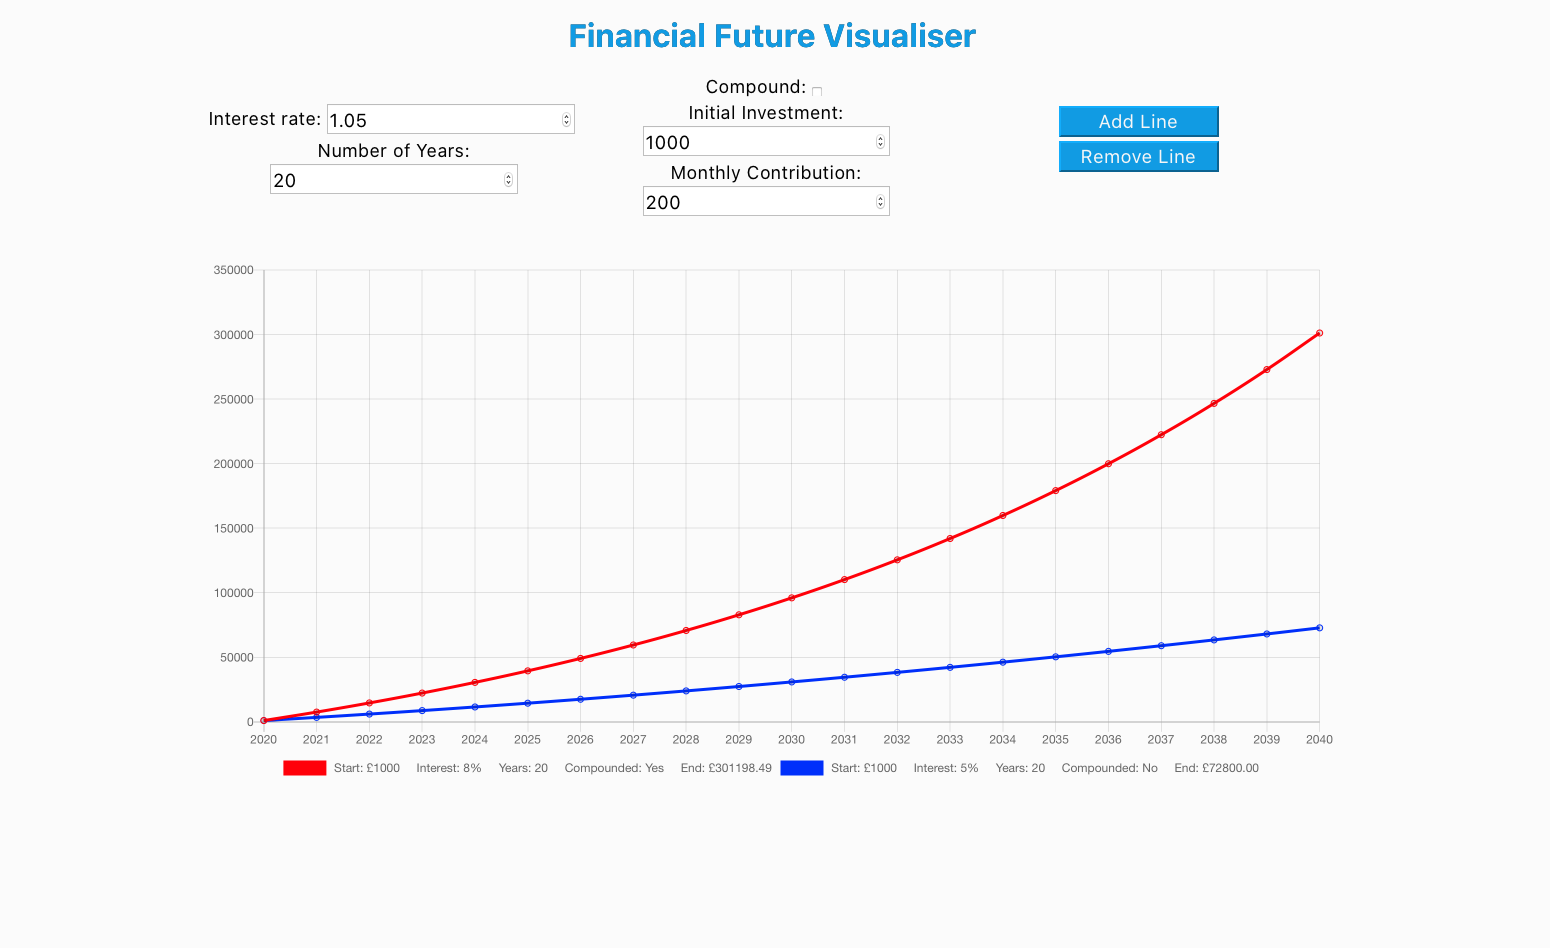 Financial Future Visualiser
Interest rate: 1.05
Number of Years:
20
Compound:
Initial Investment:
1000
Monthly Contribution:
200
Add Line
Remove Line
350000
300000
250000
200000
150000
100000
50000
0
2020 2021 2022 2023 2024 2025 2026 2027 2028 2029 2030 2031 2032 2033 2034 2035 2036 2037 2038 2039 2040
Start: £1000 Interest: 8% Years: 20 Compounded: Yes End: £301198.49 Start: £1000 Interest: 5% Years: 20 Compounded: No End: £72800.00